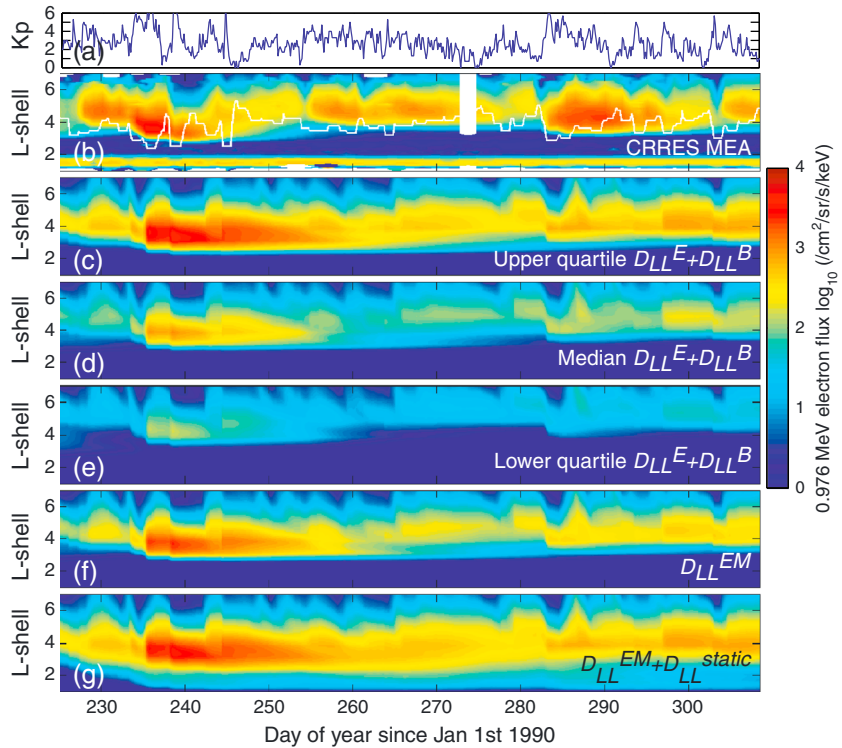 Kp
6
4
2
0
(a)
L-shell
6
4
2
(b)
CRRES MEA
L-shell
6
4
2
(c)
Upper quartile D_LL^E+D_LL^B
L-shell
6
4
2
(d)
Median D_LL^E+D_LL^B
L-shell
6
4
2
(e)
Lower quartile D_LL^E+D_LL^B
L-shell
6
4
2
(f)
D_LL^EM
L-shell
6
4
2
(g)
D_LL^EM+D_LL^static
230 240 250 260 270 280 290 300
Day of year since Jan 1st 1990
4
3
2
1
0
0.976 MeV electron flux log10 (/cm2/sr/s/keV)